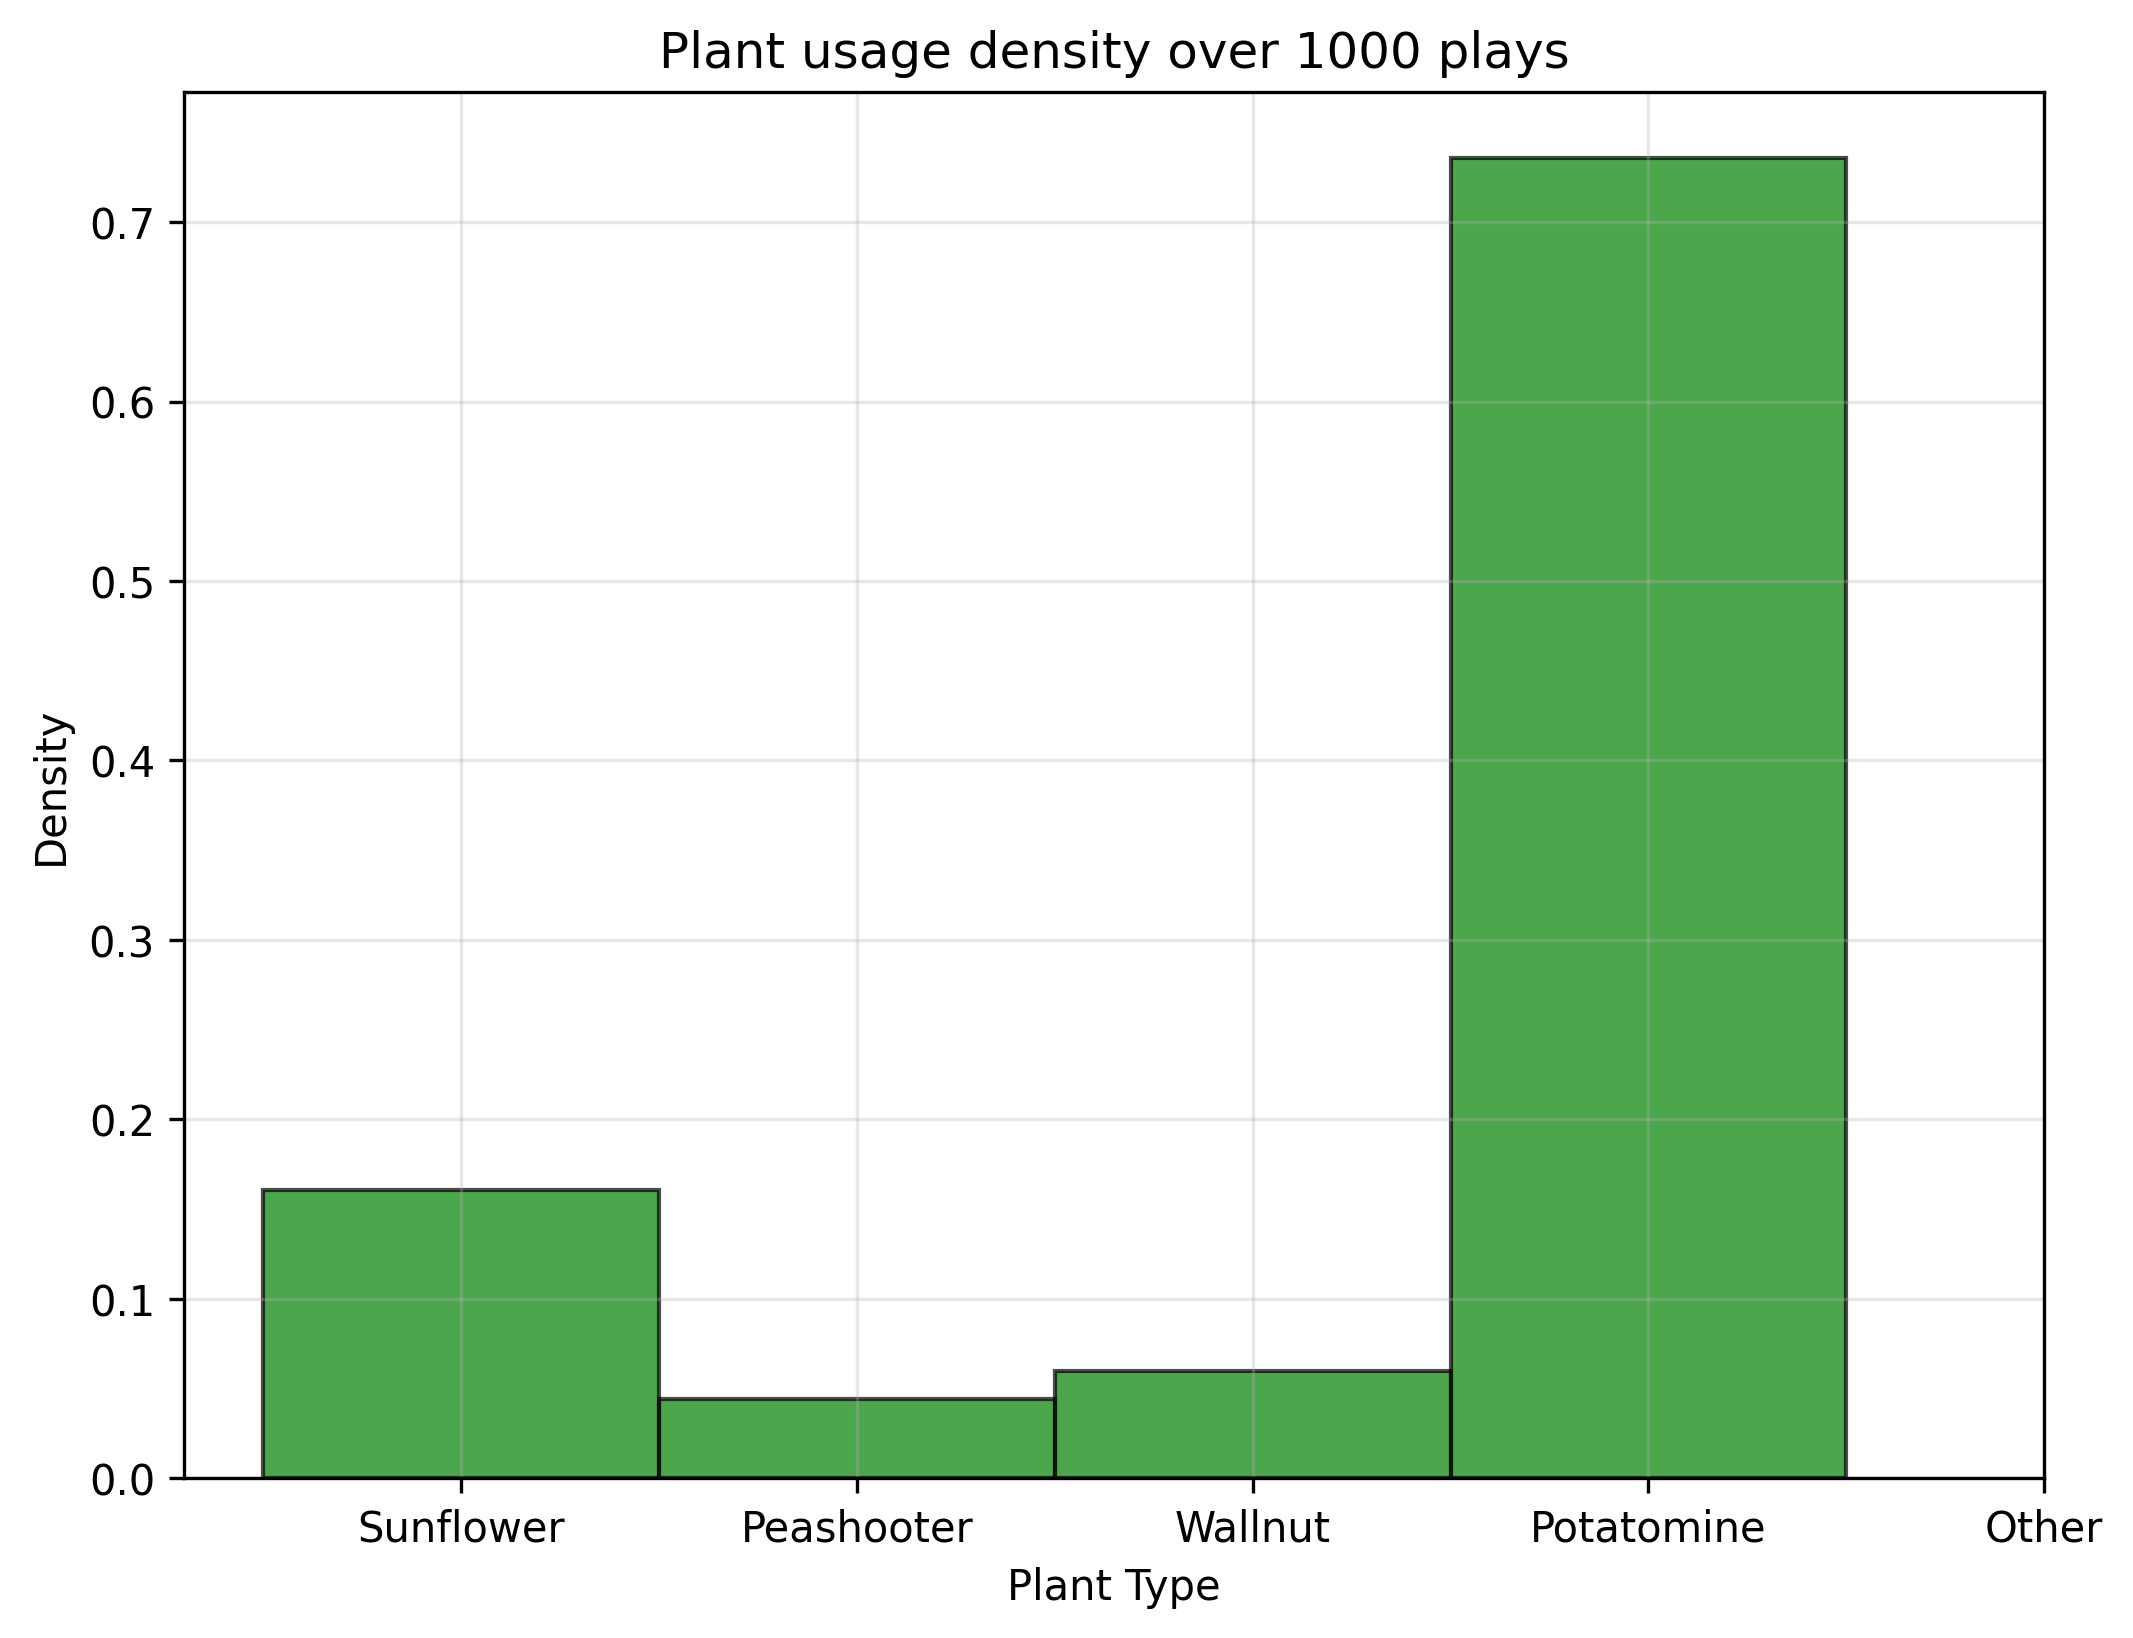 Plant usage density over 1000 plays
0.7
0.6
0.5
0.4
0.3
0.2
0.1
0.0
Density
Sunflower Peashooter Wallnut Potatomine Other
Plant Type